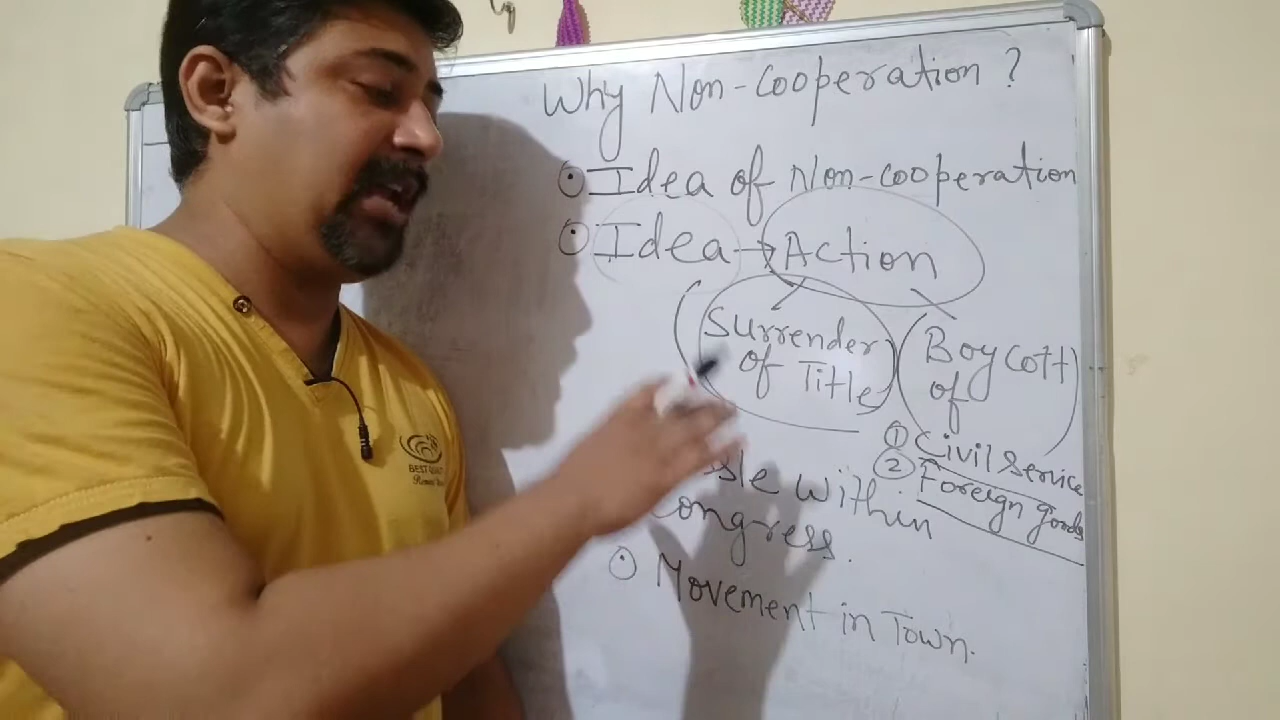 Why Non-cooperation ?
Idea of Non-cooperation
Idea → Action
Surrender
of Title
Boycott
of
① Civil Service
② Foreign goods
within
Congress.
Movement in Town.
BEST